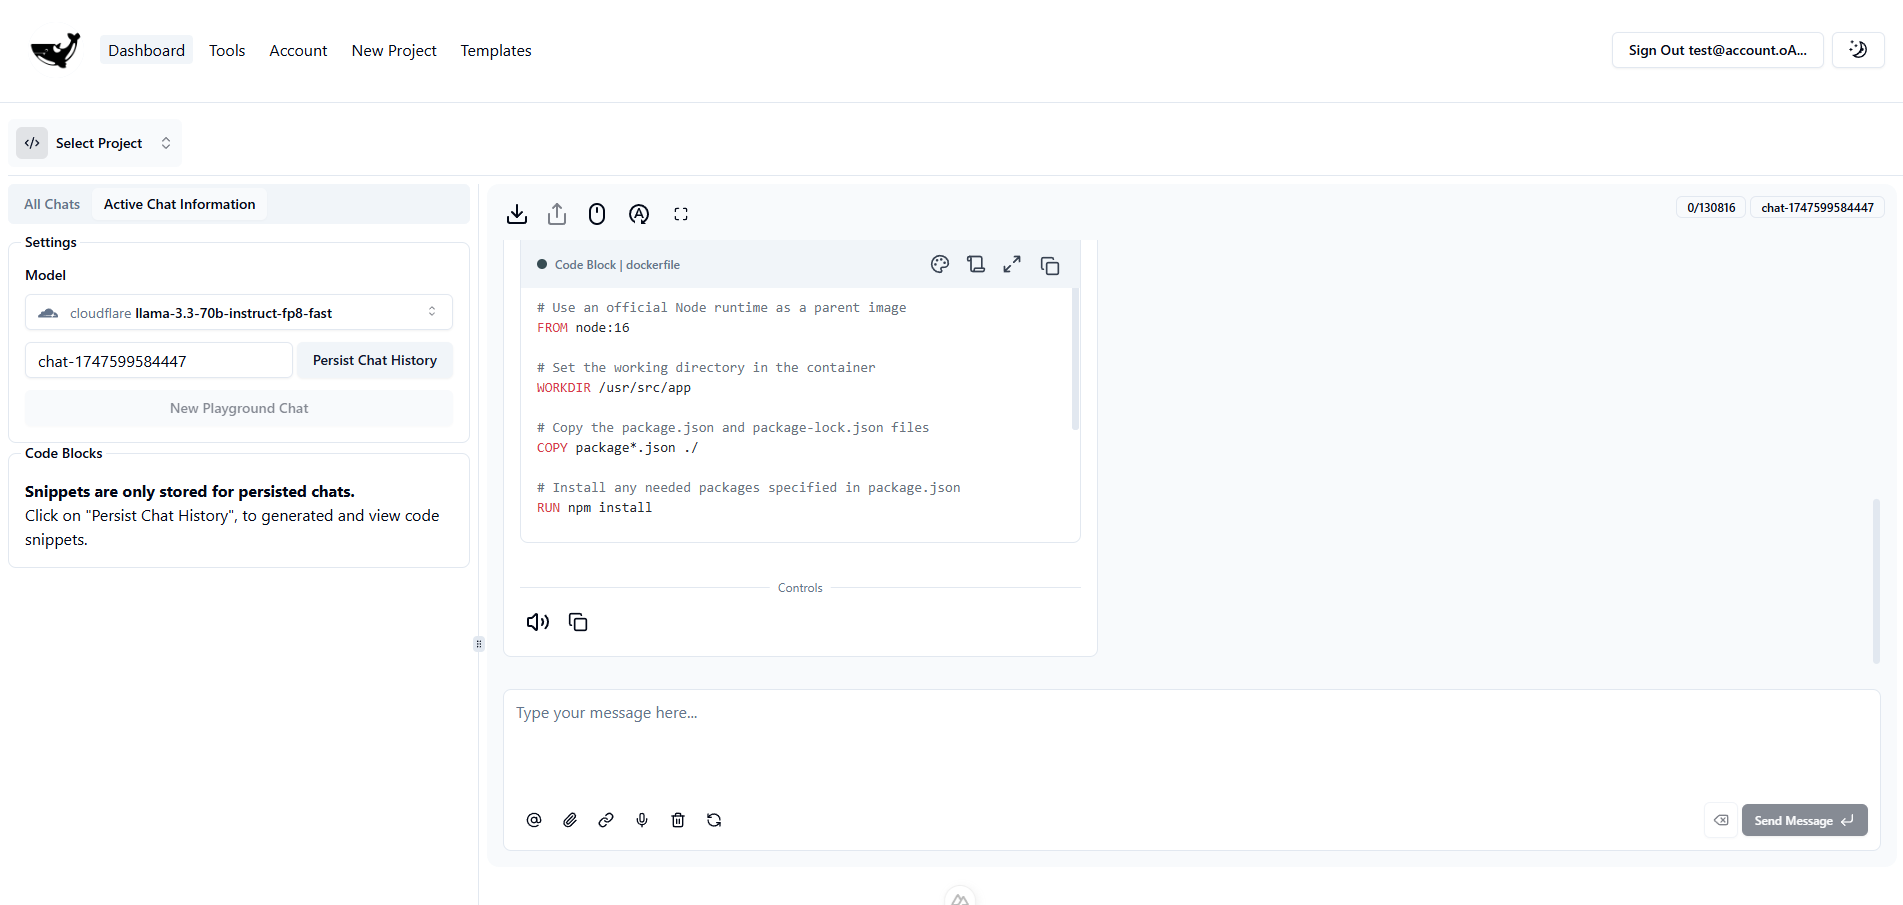 Dashboard Tools Account New Project Templates Sign Out test@account.oA...
Select Project
All Chats Active Chat Information
0/130816 chat-1747599584447
Settings
Model
cloudflare llama-3.3-70b-instruct-fp8-fast
chat-1747599584447 Persist Chat History
New Playground Chat
Code Blocks
Snippets are only stored for persisted chats.
Click on "Persist Chat History", to generated and view code
snippets.
Code Block | dockerfile
# Use an official Node runtime as a parent image
FROM node:16
# Set the working directory in the container
WORKDIR /usr/src/app
# Copy the package.json and package-lock.json files
COPY package*.json ./
# Install any needed packages specified in package.json
RUN npm install
Controls
Type your message here...
Send Message